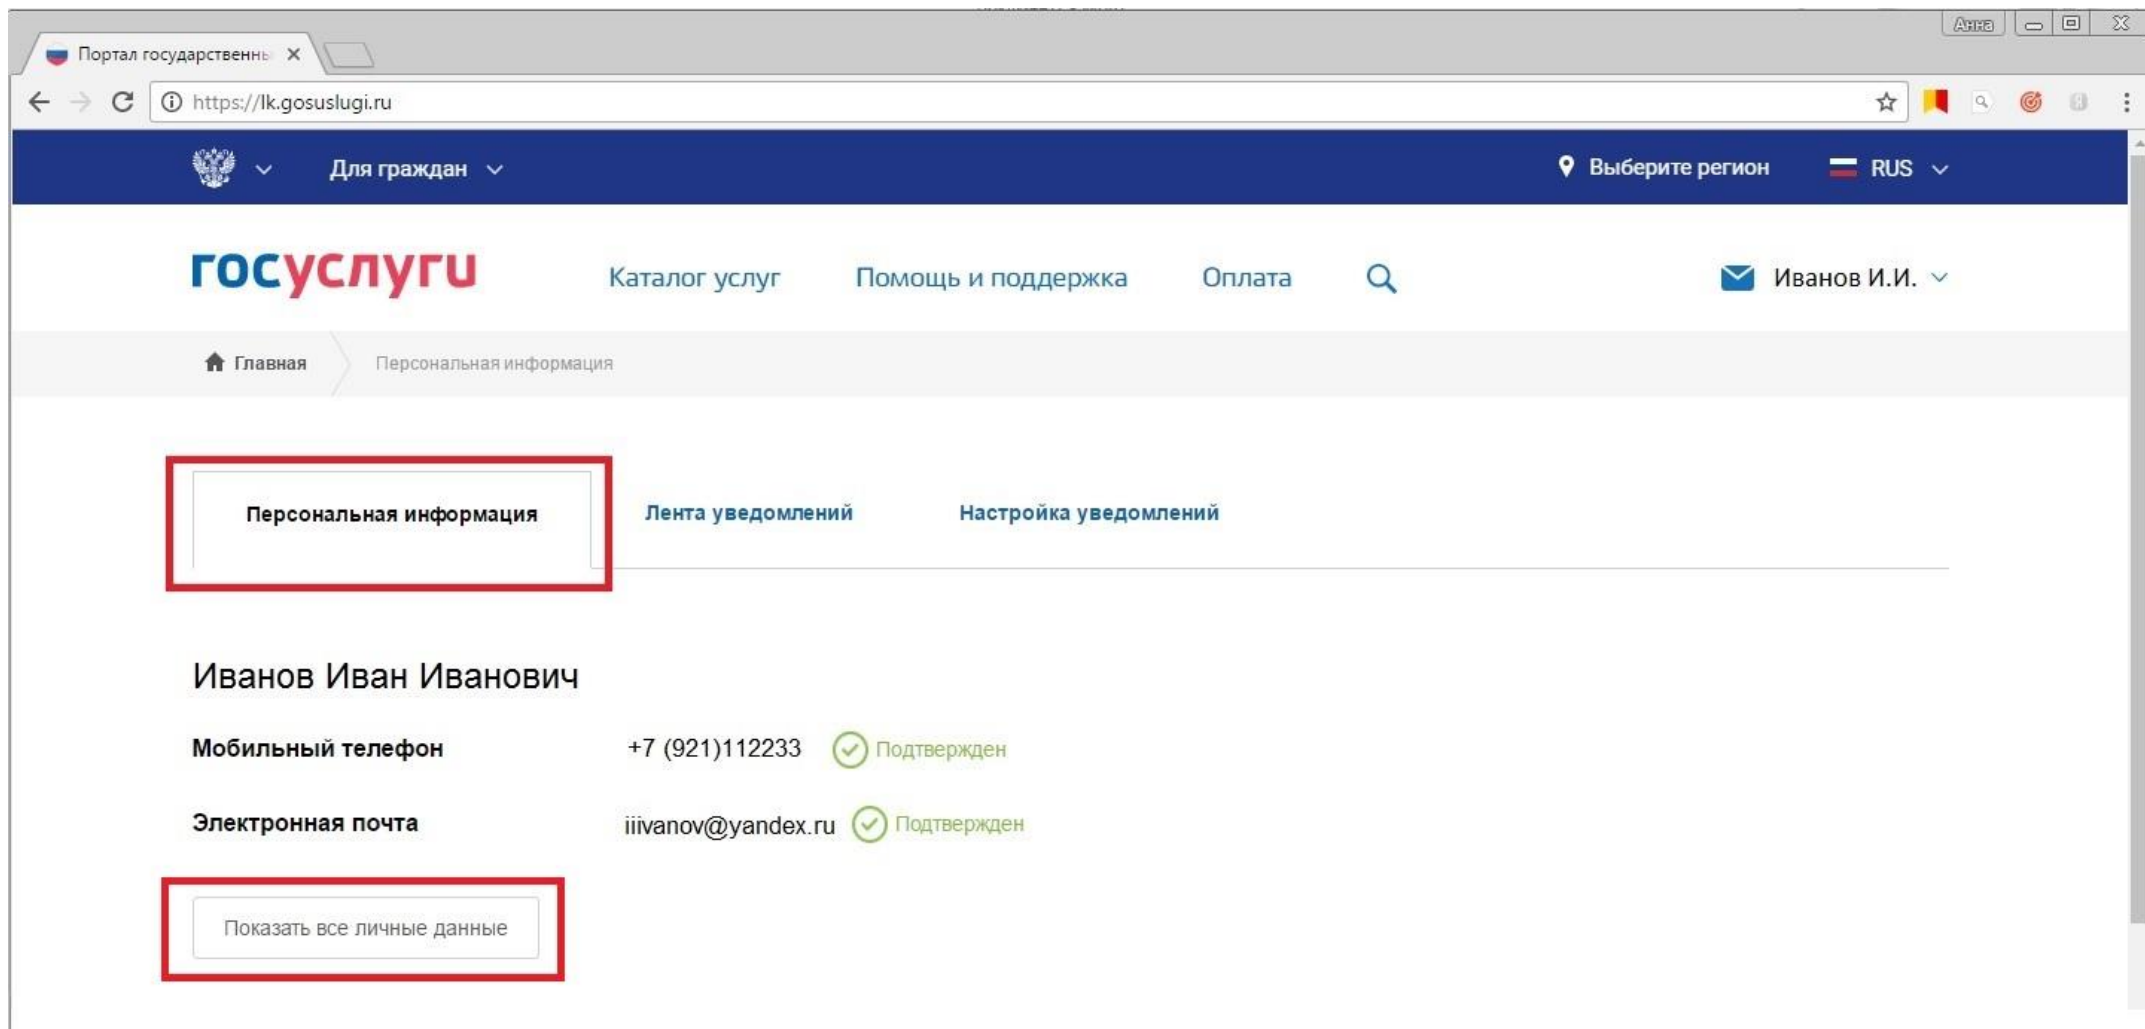 Анна
Портал государственны
https://lk.gosuslugi.ru
Для граждан
Выберите регион
RUS
госуслуги
Каталог услуг
Помощь и поддержка
Оплата
Иванов И.И.
Главная
Персональная информация
Персональная информация
Лента уведомлений
Настройка уведомлений
Иванов Иван Иванович
Мобильный телефон
+7 (921)112233
Подтвержден
Электронная почта
iiivanov@yandex.ru
Подтвержден
Показать все личные данные